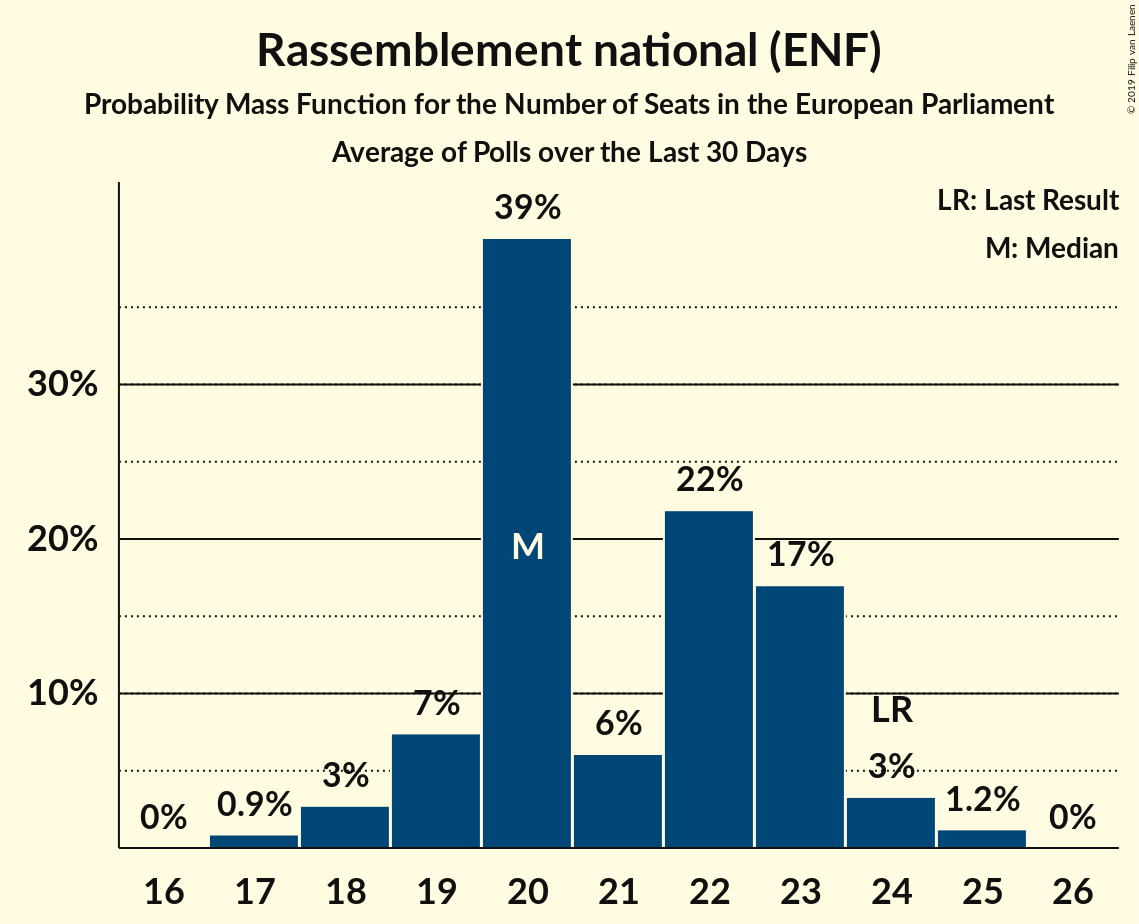 Rassemblement national (ENF)
Probability Mass Function for the Number of Seats in the European Parliament
Average of Polls over the Last 30 Days
© 2019 Filip van Laenen
LR: Last Result
M: Median
39%
30%
22%
20%
M
17%
10%
7%
6%
LR
3%
3%
0%
0.9%
1.2%
0%
16 17 18 19 20 21 22 23 24 25 26